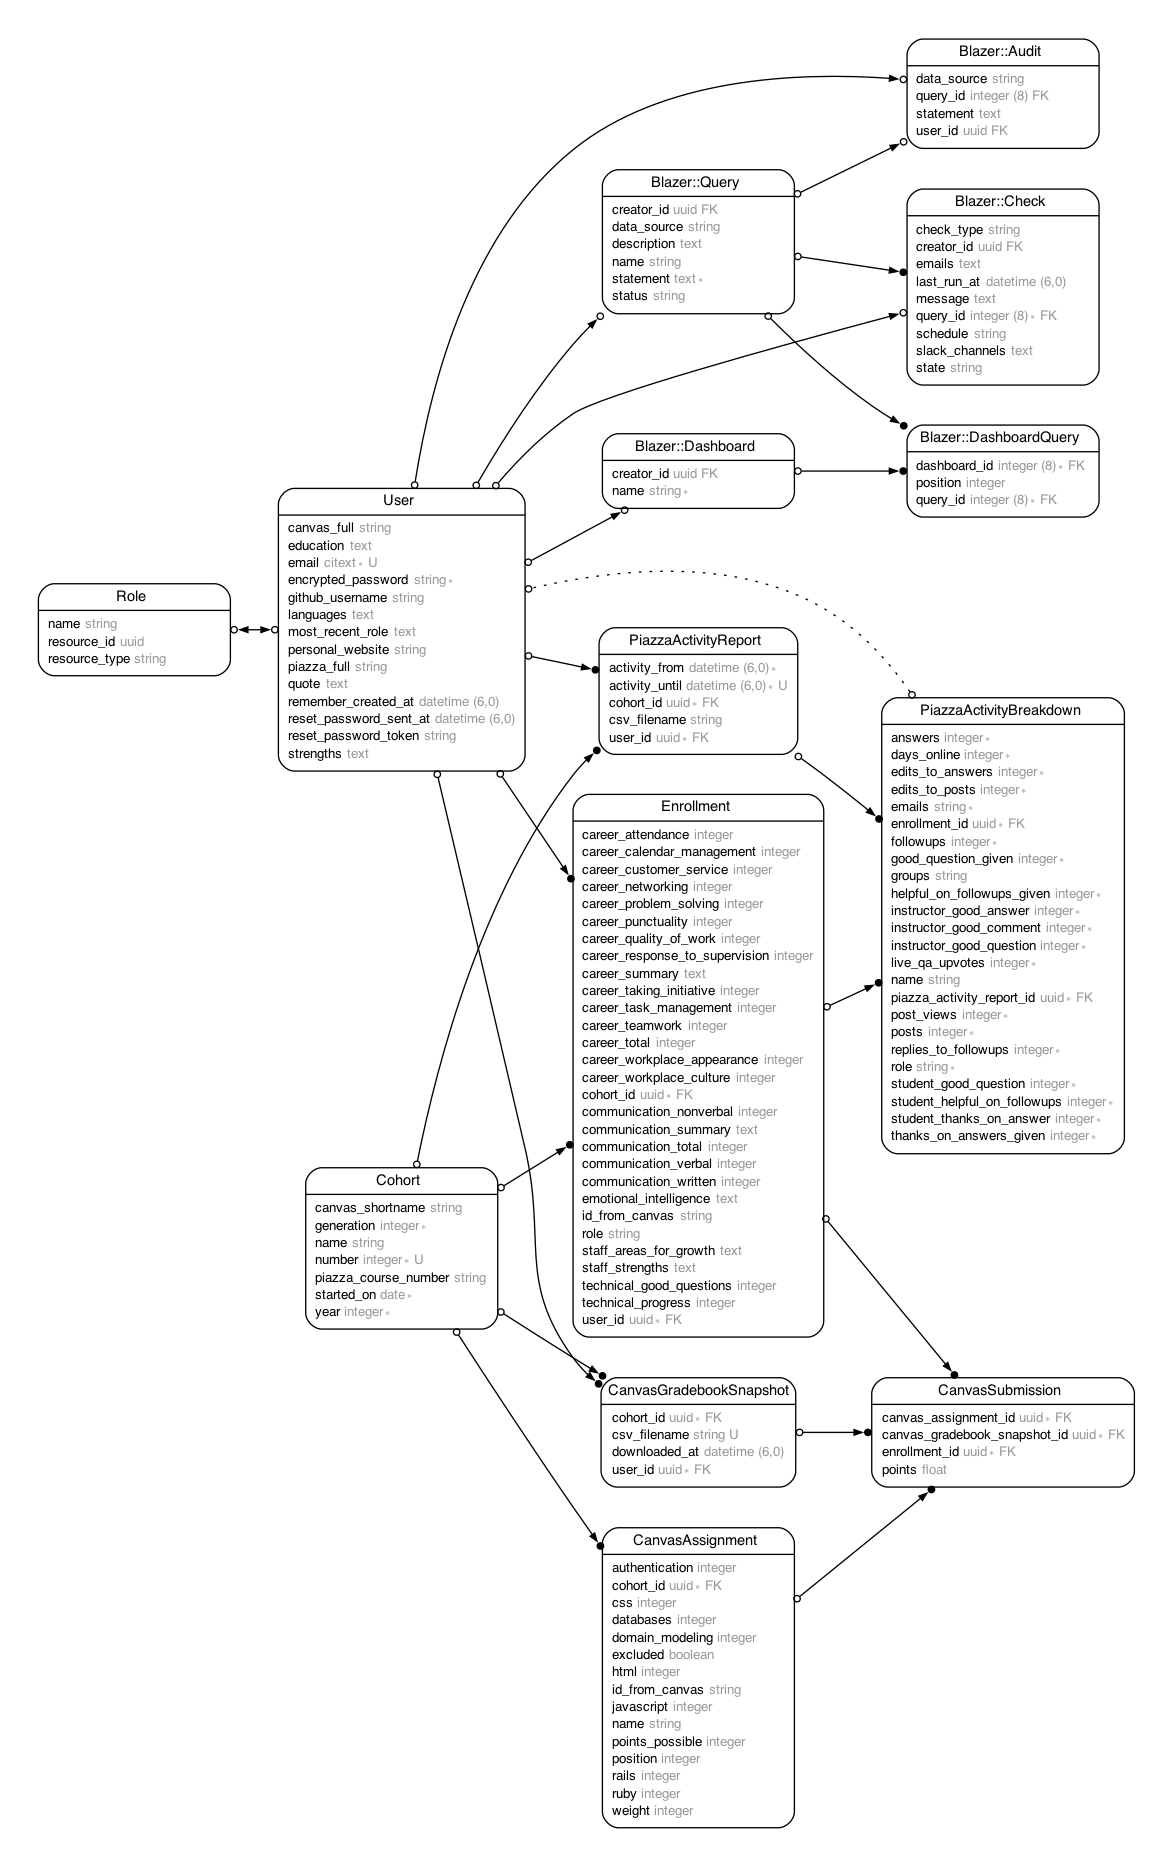 Blazer::Audit
data_source string
query_id integer (8) FK
statement text
user_id uuid FK
Blazer::Query
creator_id uuid FK
data_source string
description text
name string
statement text∗
status string
Blazer::Check
check_type string
creator_id uuid FK
emails text
last_run_at datetime (6,0)
message text
query_id integer (8)∗ FK
schedule string
slack_channels text
state string
Blazer::Dashboard
creator_id uuid FK
name string∗
Blazer::DashboardQuery
dashboard_id integer (8)∗ FK
position integer
query_id integer (8)∗ FK
User
canvas_full string
education text
email citext∗ U
encrypted_password string∗
github_username string
languages text
most_recent_role text
personal_website string
piazza_full string
quote text
remember_created_at datetime (6,0)
reset_password_sent_at datetime (6,0)
reset_password_token string
strengths text
Role
name string
resource_id uuid
resource_type string
PiazzaActivityReport
activity_from datetime (6,0)∗
activity_until datetime (6,0)∗ U
cohort_id uuid∗ FK
csv_filename string
user_id uuid∗ FK
PiazzaActivityBreakdown
answers integer∗
days_online integer∗
edits_to_answers integer∗
edits_to_posts integer∗
emails string∗
enrollment_id uuid∗ FK
followups integer∗
good_question_given integer∗
groups string
helpful_on_followups_given integer∗
instructor_good_answer integer∗
instructor_good_comment integer∗
instructor_good_question integer∗
live_qa_upvotes integer∗
name string
piazza_activity_report_id uuid∗ FK
post_views integer∗
posts integer∗
replies_to_followups integer∗
role string∗
student_good_question integer∗
student_helpful_on_followups integer∗
student_thanks_on_answer integer∗
thanks_on_answers_given integer∗
Enrollment
career_attendance integer
career_calendar_management integer
career_customer_service integer
career_networking integer
career_problem_solving integer
career_punctuality integer
career_quality_of_work integer
career_response_to_supervision integer
career_summary text
career_taking_initiative integer
career_task_management integer
career_teamwork integer
career_total integer
career_workplace_appearance integer
career_workplace_culture integer
cohort_id uuid∗ FK
communication_nonverbal integer
communication_summary text
communication_total integer
communication_verbal integer
communication_written integer
emotional_intelligence text
id_from_canvas string
role string
staff_areas_for_growth text
staff_strengths text
technical_good_questions integer
technical_progress integer
user_id uuid∗ FK
Cohort
canvas_shortname string
generation integer∗
name string
number integer∗ U
piazza_course_number string
started_on date∗
year integer∗
CanvasGradebookSnapshot
cohort_id uuid∗ FK
csv_filename string U
downloaded_at datetime (6,0)
user_id uuid∗ FK
CanvasSubmission
canvas_assignment_id uuid∗ FK
canvas_gradebook_snapshot_id uuid∗ FK
enrollment_id uuid∗ FK
points float
CanvasAssignment
authentication integer
cohort_id uuid∗ FK
css integer
databases integer
domain_modeling integer
excluded boolean
html integer
id_from_canvas string
javascript integer
name string
points_possible integer
position integer
rails integer
ruby integer
weight integer